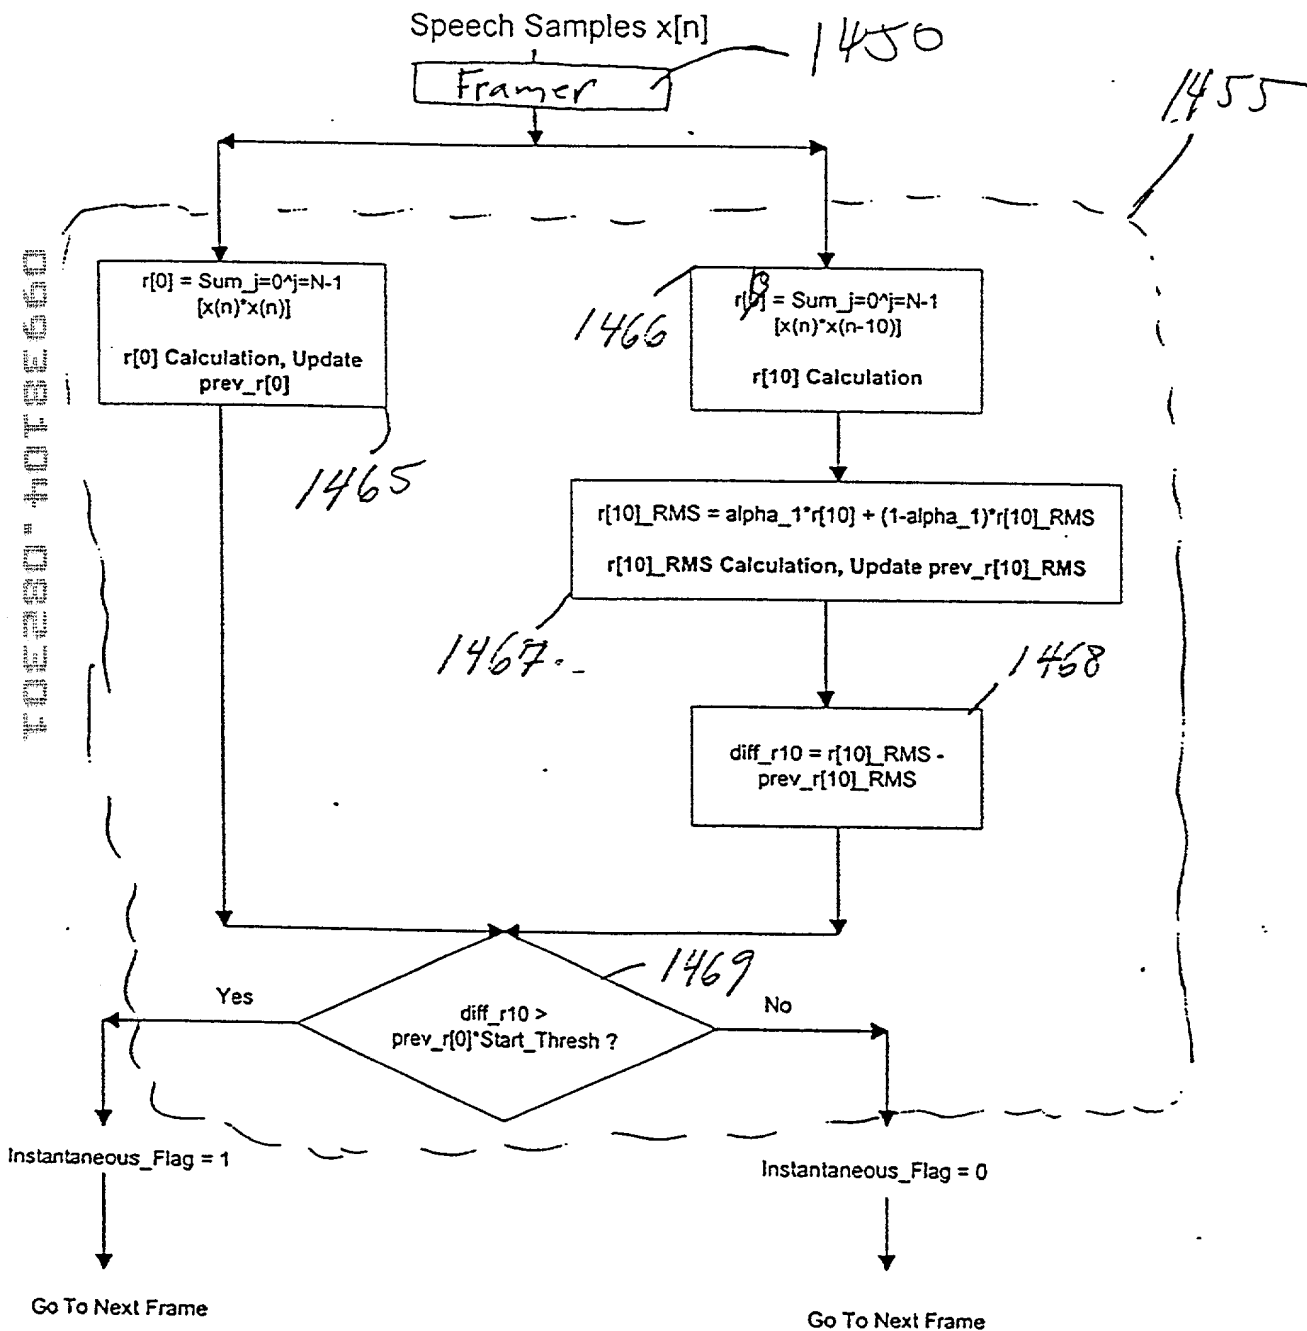 Speech Samples x[n]
1450
Framer
1455
r[0] = Sum_j=0^j=N-1
[x(n)*x(n)]
r[0] Calculation, Update
prev_r[0]
1465
1466
= Sum_j=0^j=N-1
[x(n)*x(n-10)]
r[10] Calculation
r[10]_RMS = alpha_1*r[10] + (1-alpha_1)*r[10]_RMS
r[10]_RMS Calculation, Update prev_r[10]_RMS
1467
1468
diff_r10 = r[10]_RMS -
prev_r[10]_RMS
1469
Yes
No
diff_r10 >
prev_r[0]*Start_Thresh ?
Instantaneous_Flag = 1
Instantaneous_Flag = 0
Go To Next Frame
Go To Next Frame
09938104.082301